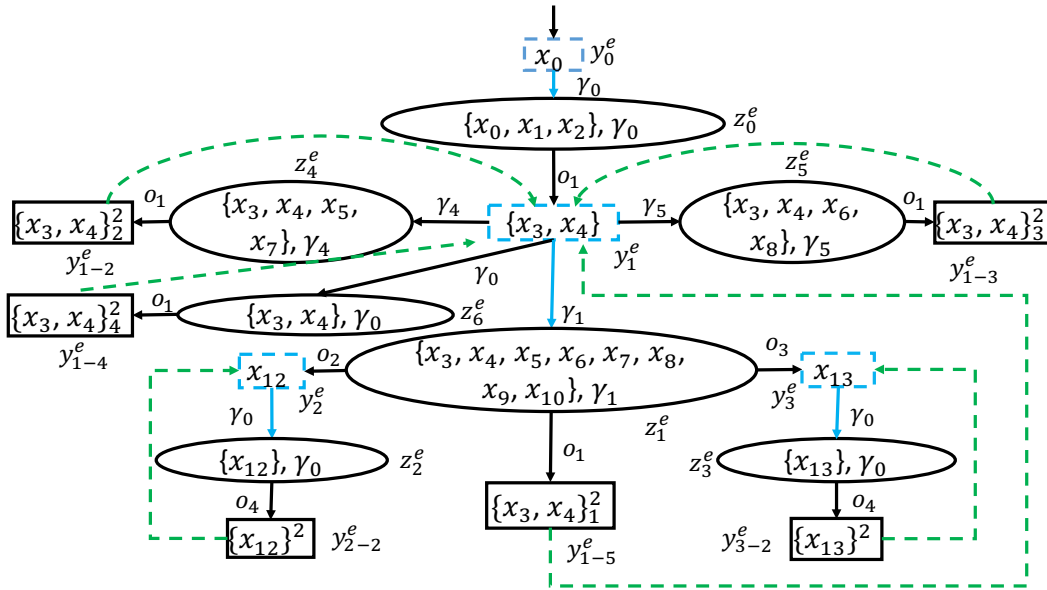 x₀ y₀ᵉ
γ₀
{x₀, x₁, x₂}, γ₀ z₀ᵉ
o₁
z₄ᵉ
z₅ᵉ
{x₃, x₄}²₂
o₁
{x₃, x₄, x₅,
x₇}, γ₄
γ₄
{x₃, x₄}
γ₅
{x₃, x₄, x₆,
x₈}, γ₅
o₁
{x₃, x₄}²₃
y₁₋₂ᵉ
y₁ᵉ
y₁₋₃ᵉ
γ₀
{x₃, x₄}²₄
o₁
{x₃, x₄}, γ₀
z₆ᵉ
γ₁
y₁₋₄ᵉ
x₁₂
o₂
{x₃, x₄, x₅, x₆, x₇, x₈,
x₉, x₁₀}, γ₁
o₃
x₁₃
y₂ᵉ
y₃ᵉ
z₁ᵉ
γ₀
γ₀
{x₁₂}, γ₀ z₂ᵉ
o₁
z₃ᵉ {x₁₃}, γ₀
o₄
{x₃, x₄}²₁
o₄
{x₁₂}² y₂₋₂ᵉ
y₁₋₅ᵉ
y₃₋₂ᵉ {x₁₃}²